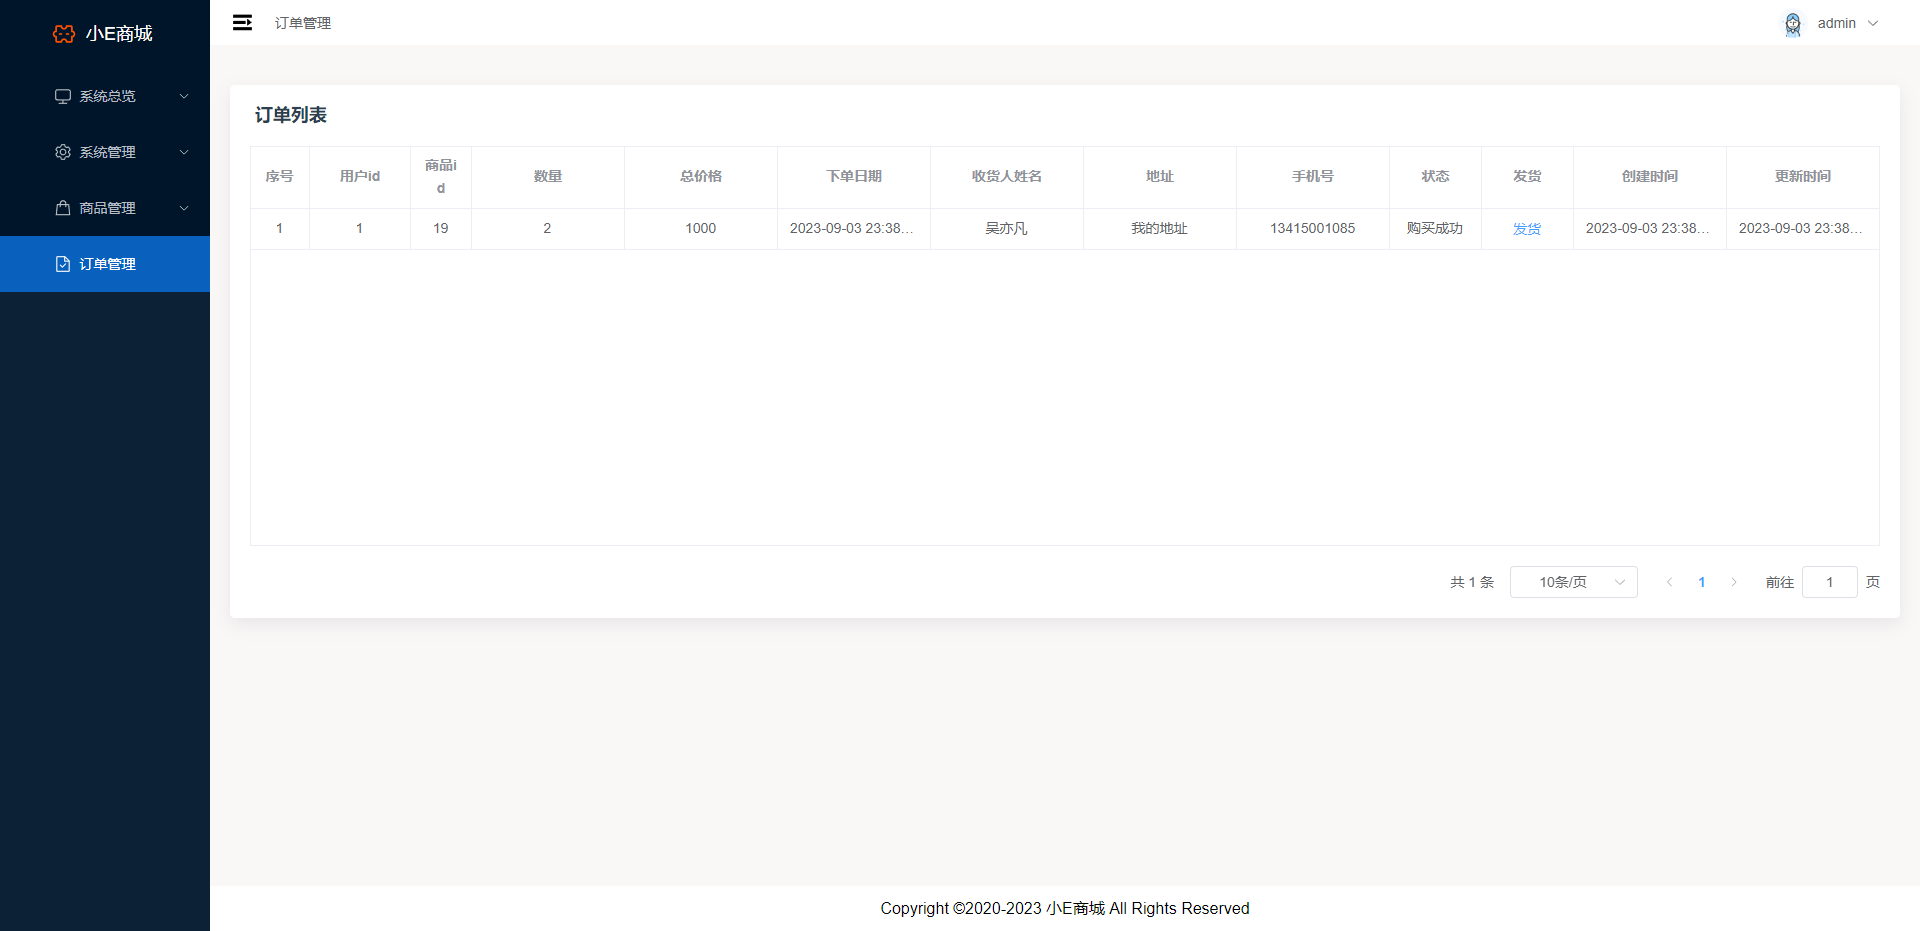 小E商城
订单管理
admin
系统总览
系统管理
商品管理
订单管理
订单列表
序号 用户id 商品id 数量 总价格 下单日期 收货人姓名 地址 手机号 状态 发货 创建时间 更新时间
1 1 19 2 1000 2023-09-03 23:38... 吴亦凡 我的地址 13415001085 购买成功 发货 2023-09-03 23:38... 2023-09-03 23:38...
共 1 条 10条/页 1 前往 1 页
Copyright ©2020-2023 小E商城 All Rights Reserved